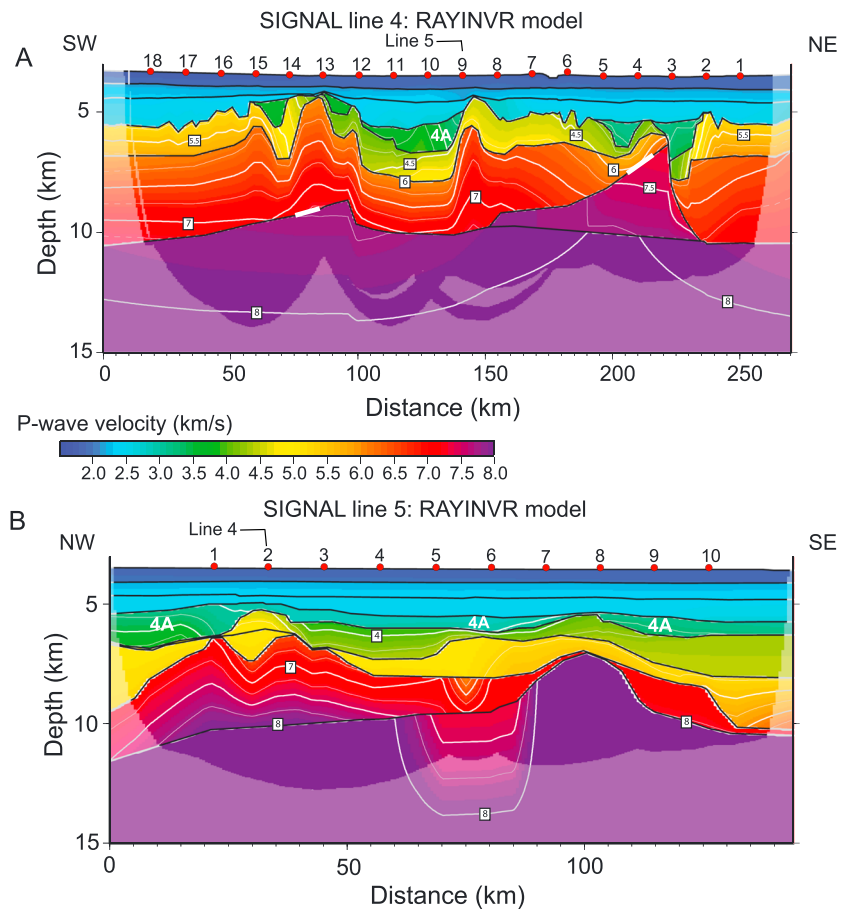 SIGNAL line 4: RAYINVR model
A
SW
Line 5
NE
18 17 16 15 14 13 12 11 10 9 8 7 6 5 4 3 2 1
5
10
15
Depth (km)
5.5
4A
4.5
4.5
5.5
6
6
7
7
7.5
8
8
0 50 100 150 200 250
Distance (km)
P-wave velocity (km/s)
2.0 2.5 3.0 3.5 4.0 4.5 5.0 5.5 6.0 6.5 7.0 7.5 8.0
SIGNAL line 5: RAYINVR model
B
Line 4
NW
SE
1 2 3 4 5 6 7 8 9 10
5
10
15
Depth (km)
4A
4A
4A
4
7
8
8
8
0 50 100
Distance (km)